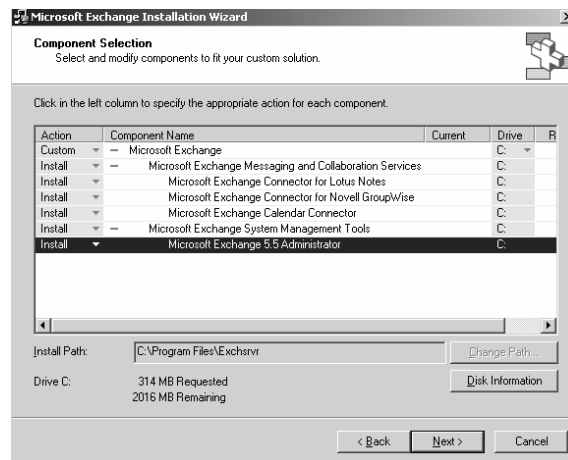 Microsoft Exchange Installation Wizard
Component Selection
Select and modify components to fit your custom solution.
Click in the left column to specify the appropriate action for each component.
Action Component Name Current Drive R
Custom — Microsoft Exchange C:
Install — Microsoft Exchange Messaging and Collaboration Services C:
Install Microsoft Exchange Connector for Lotus Notes C:
Install Microsoft Exchange Connector for Novell GroupWise C:
Install Microsoft Exchange Calendar Connector C:
Install — Microsoft Exchange System Management Tools C:
Install Microsoft Exchange 5.5 Administrator C:
Install Path: C:\Program Files\Exchsrvr Change Path...
Drive C: 314 MB Requested Disk Information
2016 MB Remaining
< Back Next > Cancel